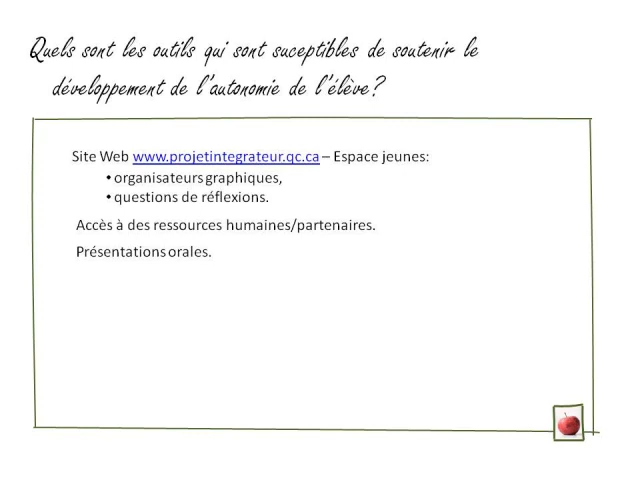 Quels sont les outils qui sont suceptibles de soutenir le
développement de l'autonomie de l'élève?
Site Web www.projetintegrateur.qc.ca – Espace jeunes:
• organisateurs graphiques,
• questions de réflexions.
Accès à des ressources humaines/partenaires.
Présentations orales.